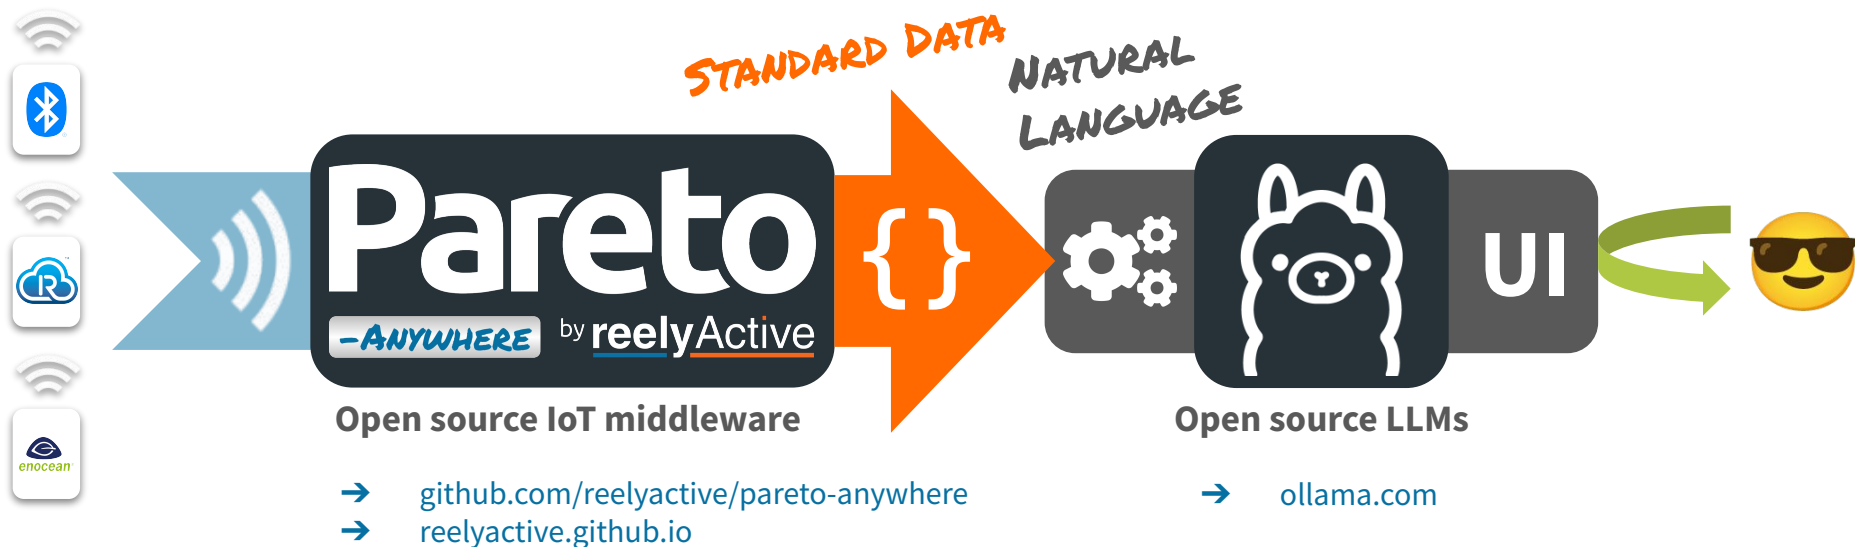 STANDARD DATA
NATURAL
LANGUAGE
Pareto
-ANYWHERE by reelyActive
{}
UI
R
enocean
Open source IoT middleware
Open source LLMs
➔ github.com/reelyactive/pareto-anywhere
➔ reelyactive.github.io
➔ ollama.com